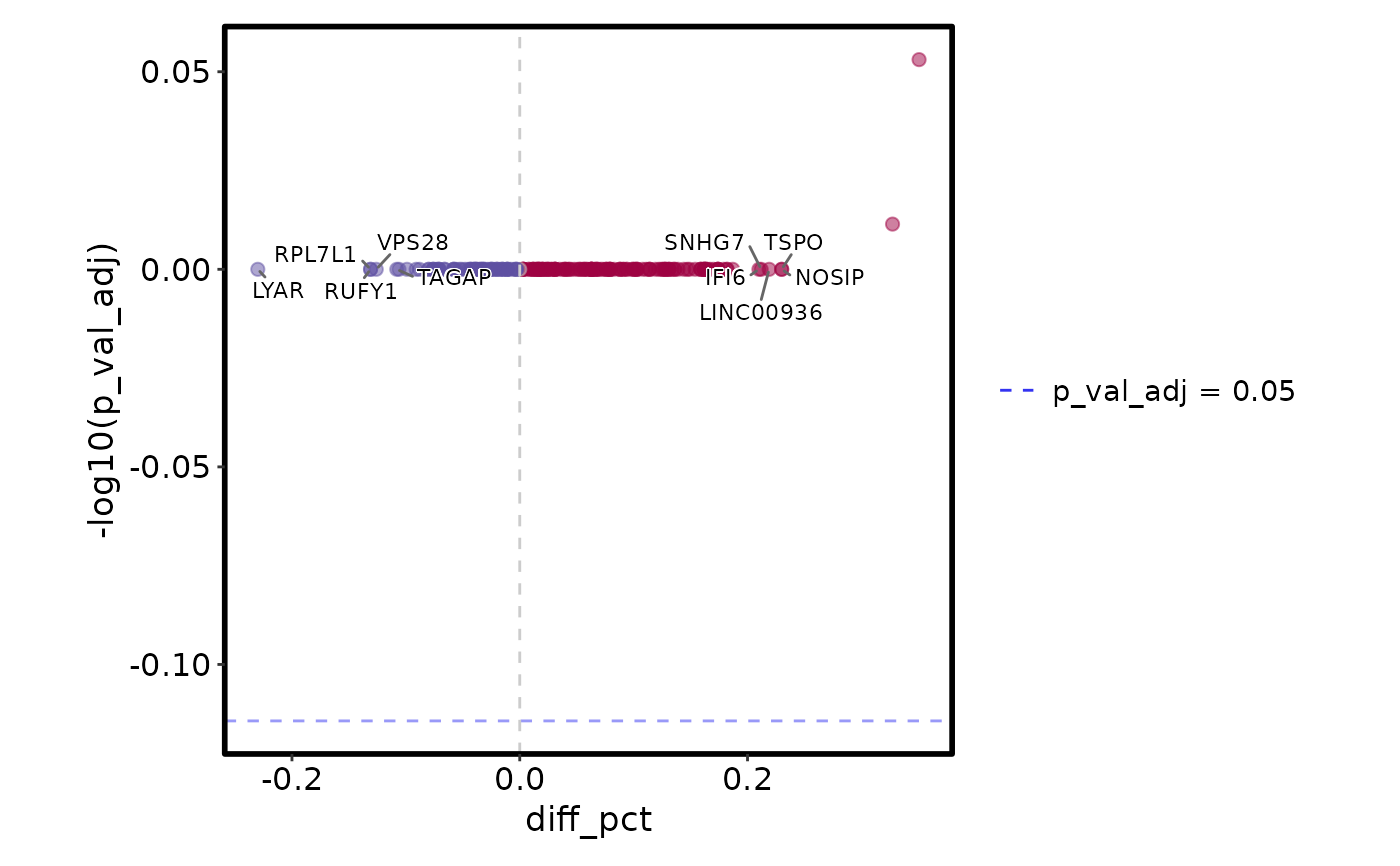 0.05
0.00
-0.05
-0.10
-log10(p_val_adj)
RPL7L1
VPS28
LYAR
RUFY1
TAGAP
SNHG7
TSPO
IFI6
NOSIP
LINC00936
-0.2
0.0
0.2
diff_pct
p_val_adj = 0.05